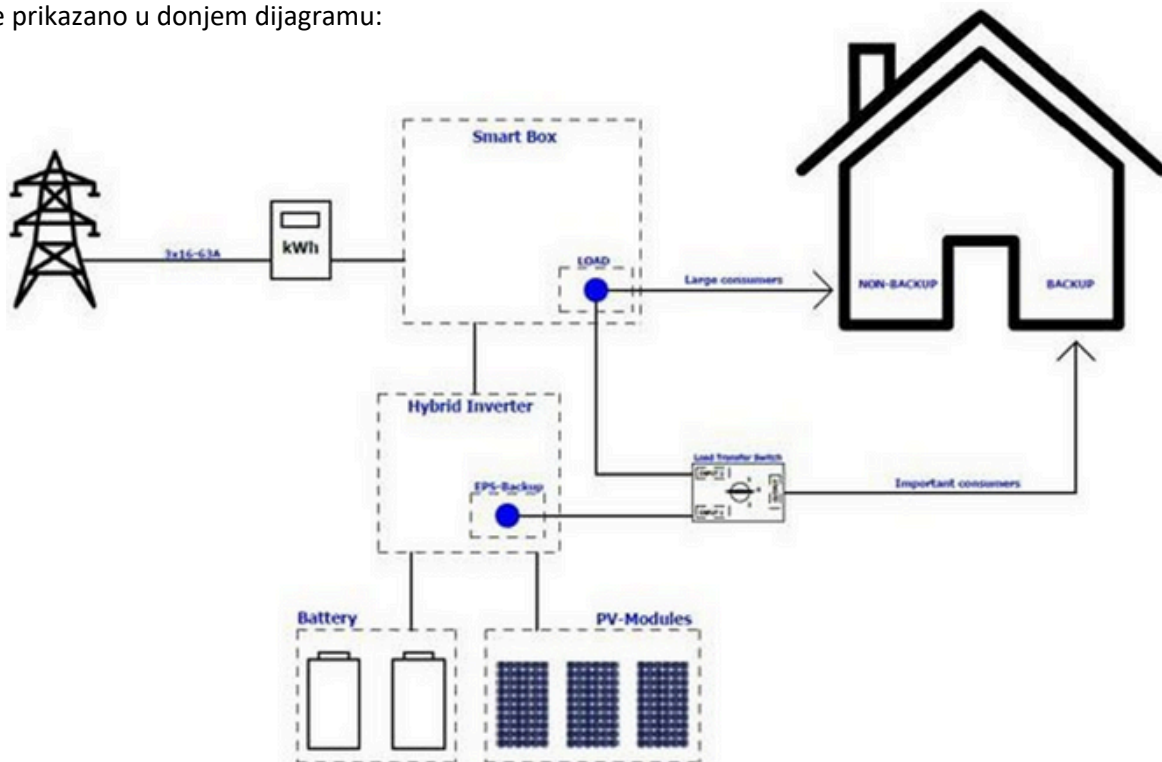 e prikazano u donjem dijagramu:
Smart Box
3x16-63A
kWh
LOAD
Large consumers
NON-BACKUP
BACKUP
Hybrid Inverter
Load Transfer Switch
EPS-Backup
Important consumers
Battery
PV-Modules